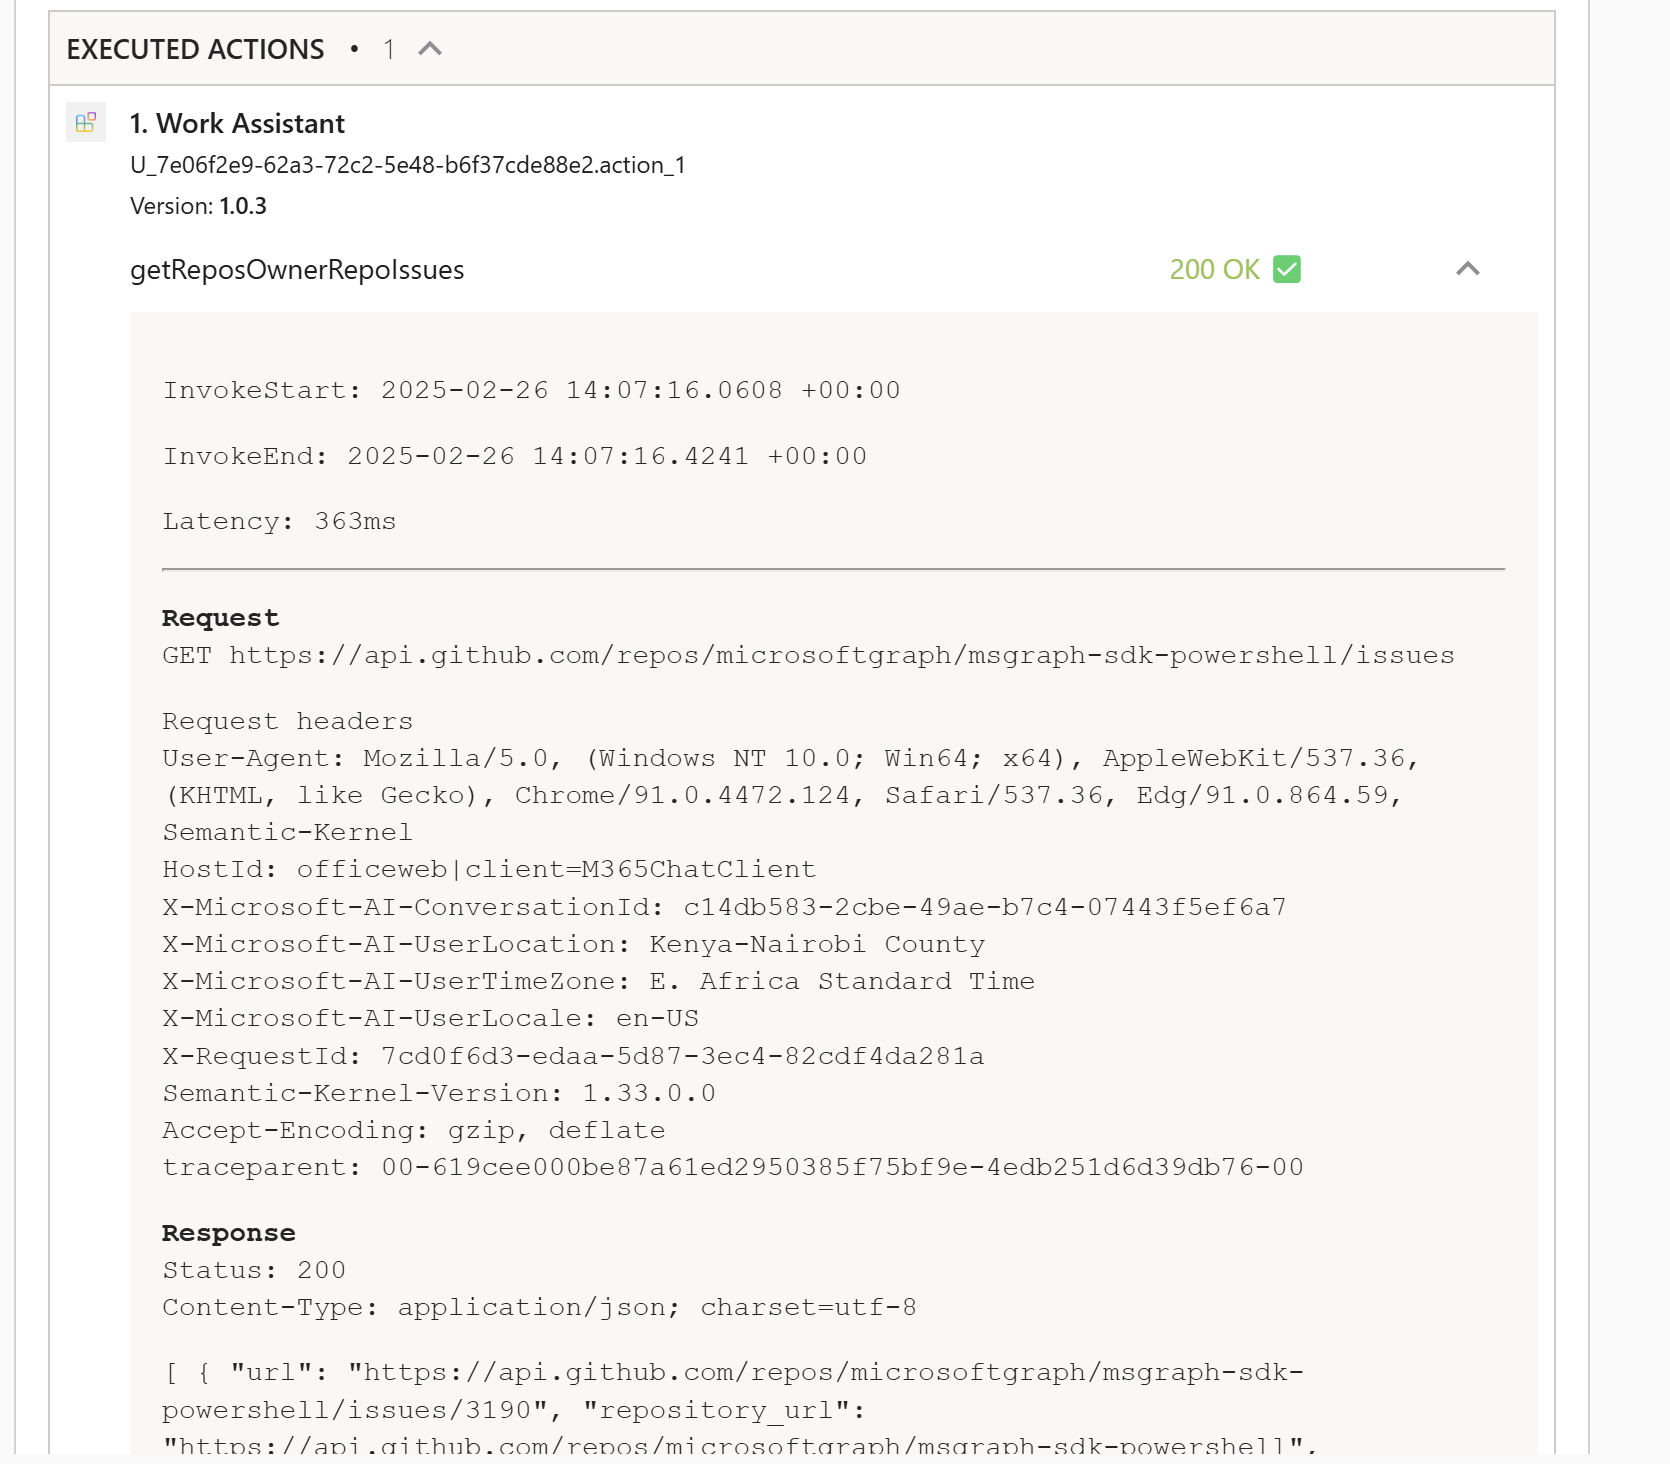 EXECUTED ACTIONS • 1
1. Work Assistant
U_7e06f2e9-62a3-72c2-5e48-b6f37cde88e2.action_1
Version: 1.0.3
getReposOwnerRepoIssues 200 OK
InvokeStart: 2025-02-26 14:07:16.0608 +00:00
InvokeEnd: 2025-02-26 14:07:16.4241 +00:00
Latency: 363ms
Request
GET https://api.github.com/repos/microsoftgraph/msgraph-sdk-powershell/issues
Request headers
User-Agent: Mozilla/5.0, (Windows NT 10.0; Win64; x64), AppleWebKit/537.36,
(KHTML, like Gecko), Chrome/91.0.4472.124, Safari/537.36, Edg/91.0.864.59,
Semantic-Kernel
HostId: officeweb|client=M365ChatClient
X-Microsoft-AI-ConversationId: c14db583-2cbe-49ae-b7c4-07443f5ef6a7
X-Microsoft-AI-UserLocation: Kenya-Nairobi County
X-Microsoft-AI-UserTimeZone: E. Africa Standard Time
X-Microsoft-AI-UserLocale: en-US
X-RequestId: 7cd0f6d3-edaa-5d87-3ec4-82cdf4da281a
Semantic-Kernel-Version: 1.33.0.0
Accept-Encoding: gzip, deflate
traceparent: 00-619cee000be87a61ed2950385f75bf9e-4edb251d6d39db76-00
Response
Status: 200
Content-Type: application/json; charset=utf-8
[ { "url": "https://api.github.com/repos/microsoftgraph/msgraph-sdk-
powershell/issues/3190", "repository_url":
"https://api.github.com/repos/microsoftgraph/msgraph-sdk-powershell",